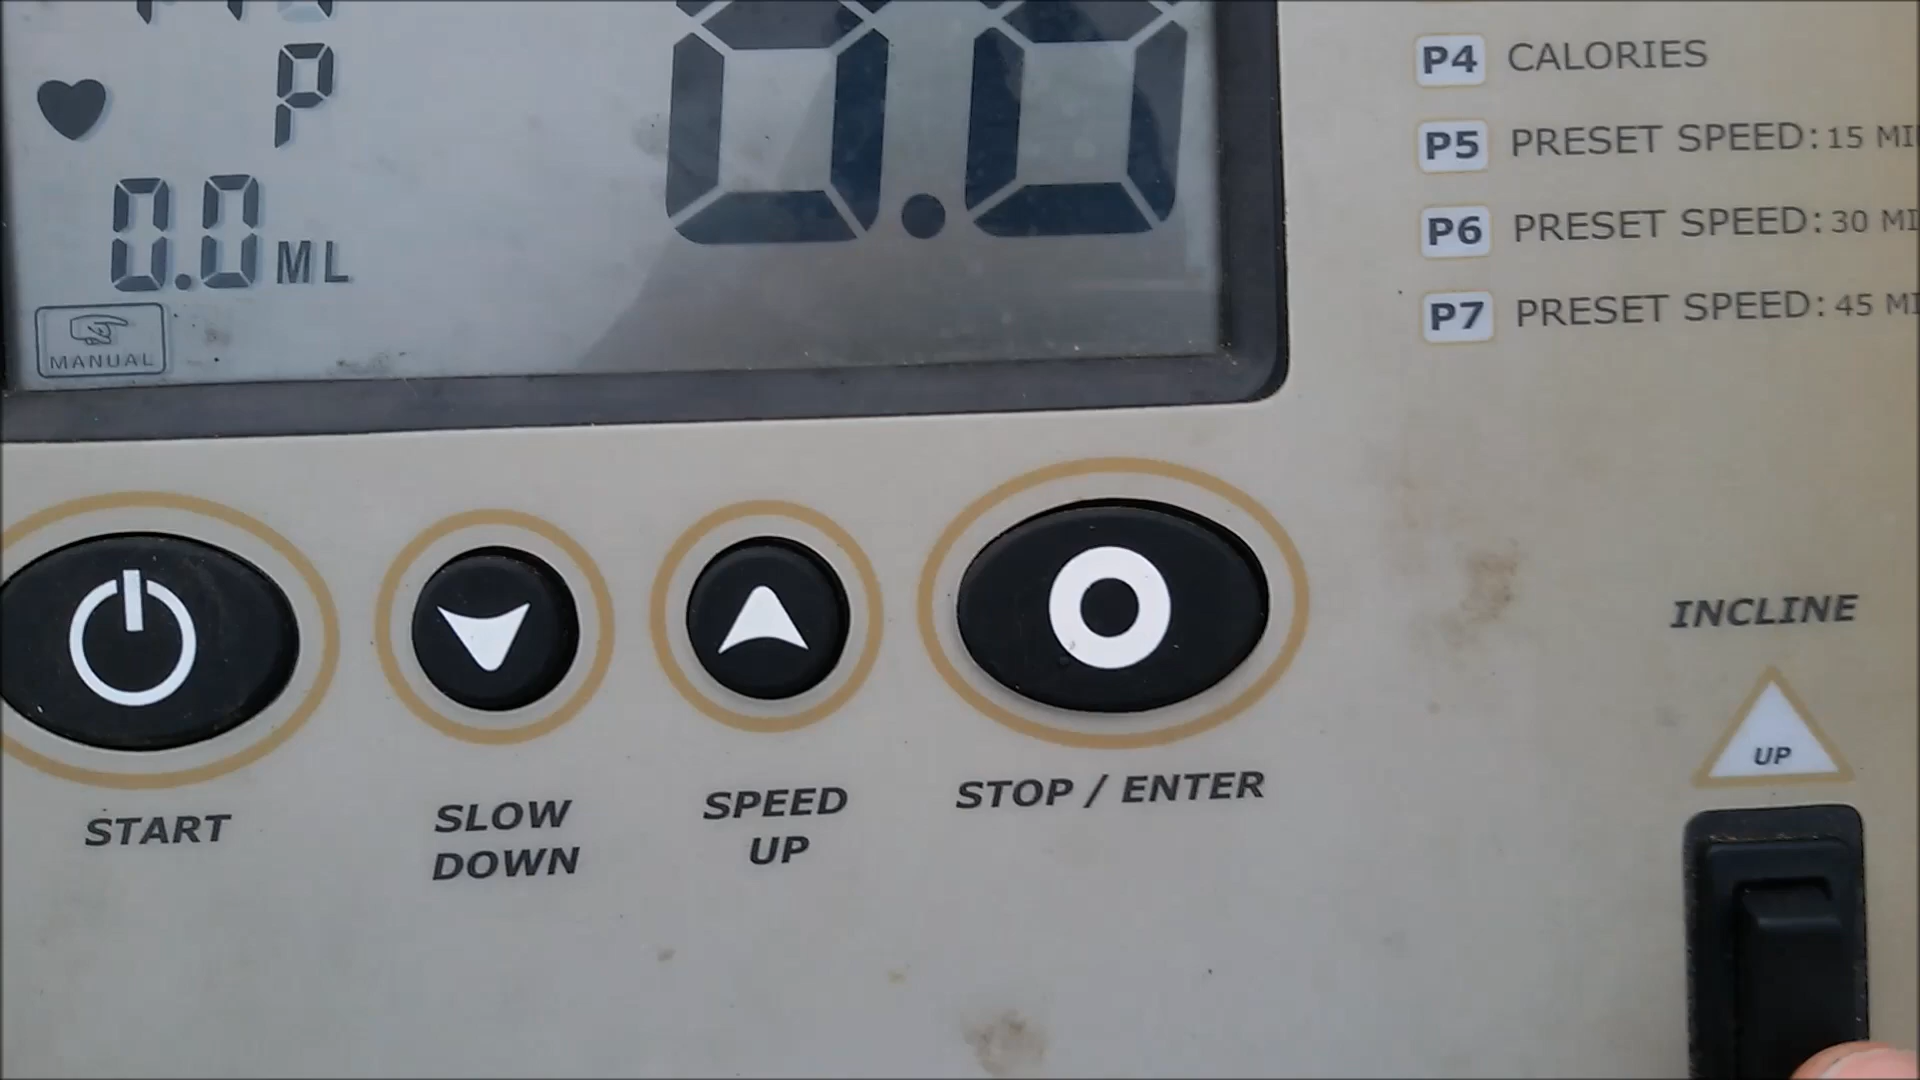 P
0.0 ML
MANUAL
0.0
P4 CALORIES
P5 PRESET SPEED: 15
P6 PRESET SPEED: 30
P7 PRESET SPEED: 45
START
SLOW
DOWN
SPEED
UP
STOP / ENTER
INCLINE
UP